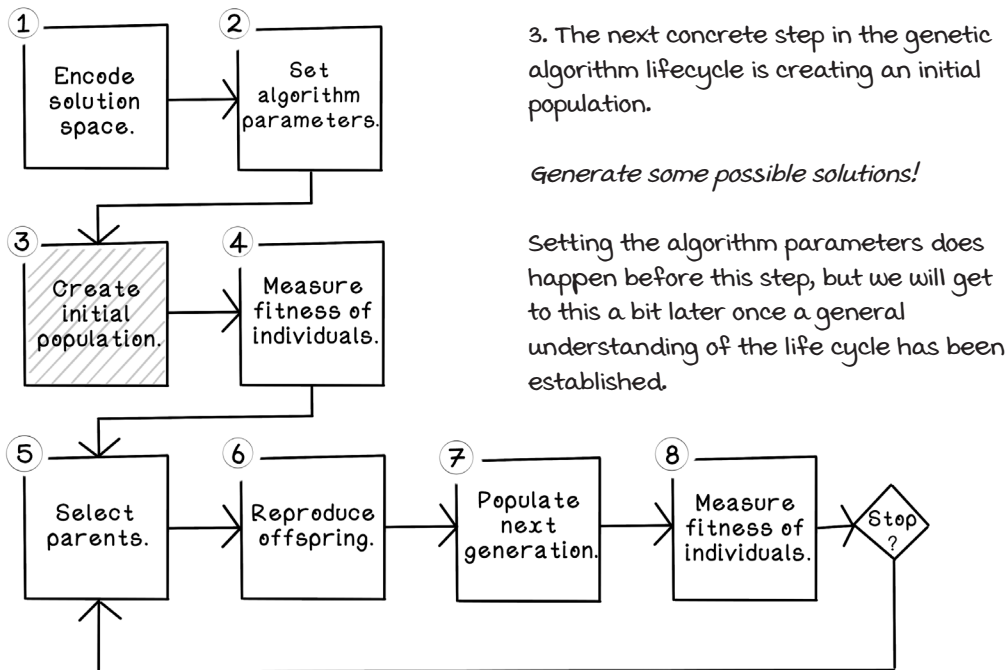 1
Encode
solution
space.
2
Set
algorithm
parameters.
3. The next concrete step in the genetic
algorithm lifecycle is creating an initial
population.
Generate some possible solutions!
Setting the algorithm parameters does
happen before this step, but we will get
to this a bit later once a general
understanding of the life cycle has been
established.
3
Create
initial
population.
4
Measure
fitness of
individuals.
5
Select
parents.
6
Reproduce
offspring.
7
Populate
next
generation.
8
Measure
fitness of
individuals.
Stop
?